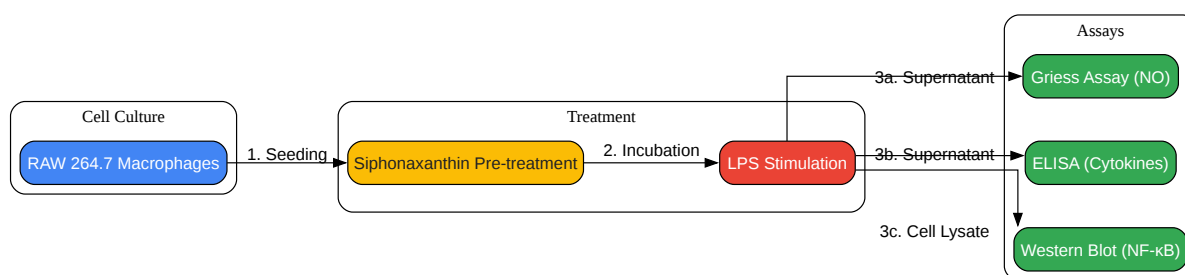 Cell Culture
RAW 264.7 Macrophages
1. Seeding
Treatment
Siphonaxanthin Pre-treatment
2. Incubation
LPS Stimulation
3a. Supernatant
3b. Supernatant
3c. Cell Lysate
Assays
Griess Assay (NO)
ELISA (Cytokines)
Western Blot (NF-κB)